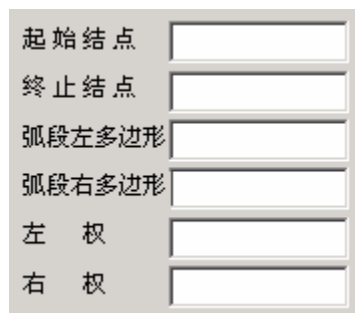 起始结点
终止结点
弧段左多边形
弧段右多边形
左 权
右 权